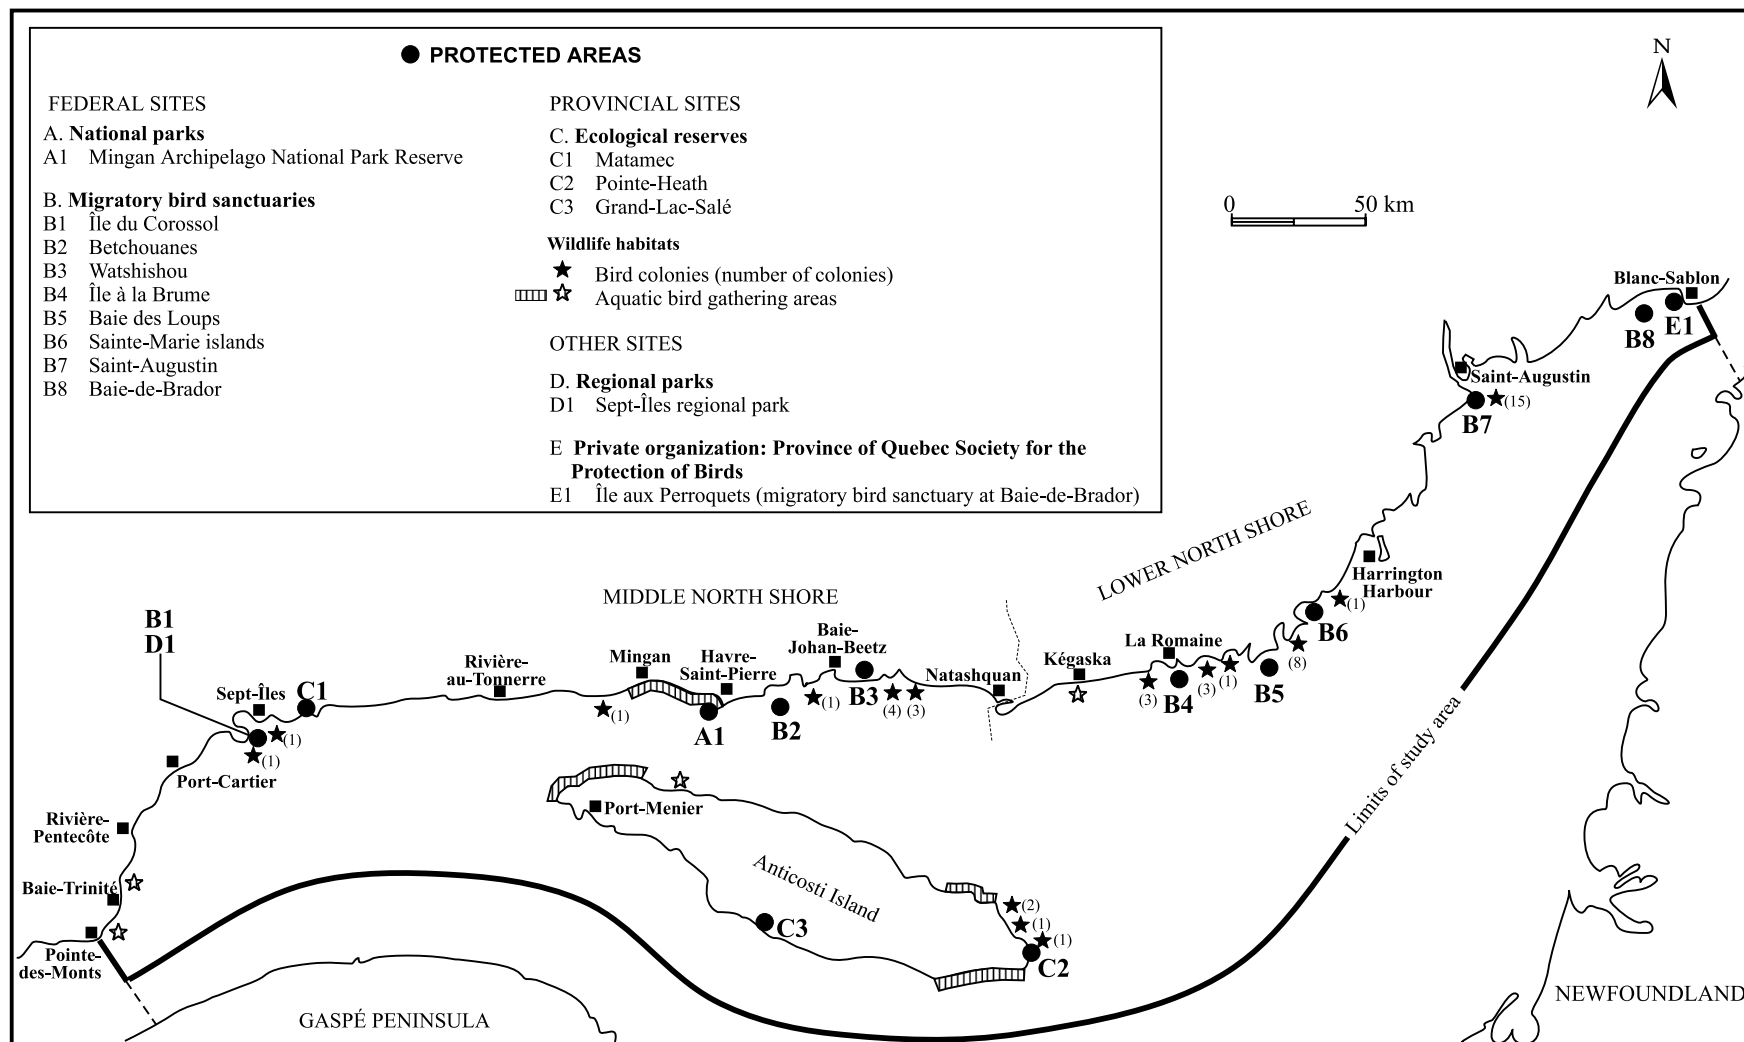 PROTECTED AREAS
FEDERAL SITES
A. National parks
A1 Mingan Archipelago National Park Reserve
B. Migratory bird sanctuaries
B1 Île du Corossol
B2 Betchouanes
B3 Watshishou
B4 Île à la Brume
B5 Baie des Loups
B6 Sainte-Marie islands
B7 Saint-Augustin
B8 Baie-de-Brador
PROVINCIAL SITES
C. Ecological reserves
C1 Matamec
C2 Pointe-Heath
C3 Grand-Lac-Salé
Wildlife habitats
Bird colonies (number of colonies)
Aquatic bird gathering areas
OTHER SITES
D. Regional parks
D1 Sept-Îles regional park
E Private organization: Province of Quebec Society for the
Protection of Birds
E1 Île aux Perroquets (migratory bird sanctuary at Baie-de-Brador)
N
0 50 km
Blanc-Sablon
B8
E1
Saint-Augustin
(15)
B7
LOWER NORTH SHORE
Harrington
Harbour
(1)
B6
(8)
B5
MIDDLE NORTH SHORE
B1
D1
Sept-Îles
C1
(1)
(1)
Port-Cartier
Rivière-
au-Tonnerre
Mingan
(1)
Havre-
Saint-Pierre
A1
B2
(1)
Baie-
Johan-Beetz
B3
(4)
(3)
Natashquan
Kégaska
La Romaine
(3)
B4
(3)
(1)
Rivière-
Pentecôte
Baie-Trinité
Pointe-
des-Monts
Port-Menier
Anticosti Island
C3
(2)
(1)
(1)
C2
Limits of study area
GASPÉ PENINSULA
NEWFOUNDLAND